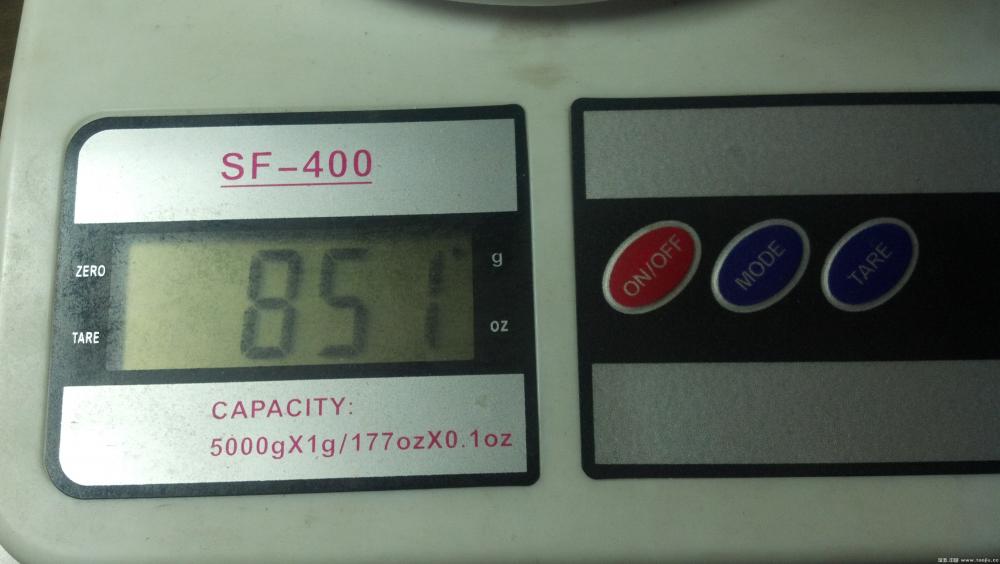 SF-400
ZERO
851
g
TARE
oz
CAPACITY:
5000gX1g/177ozX0.1oz
ON/OFF
MODE
TARE